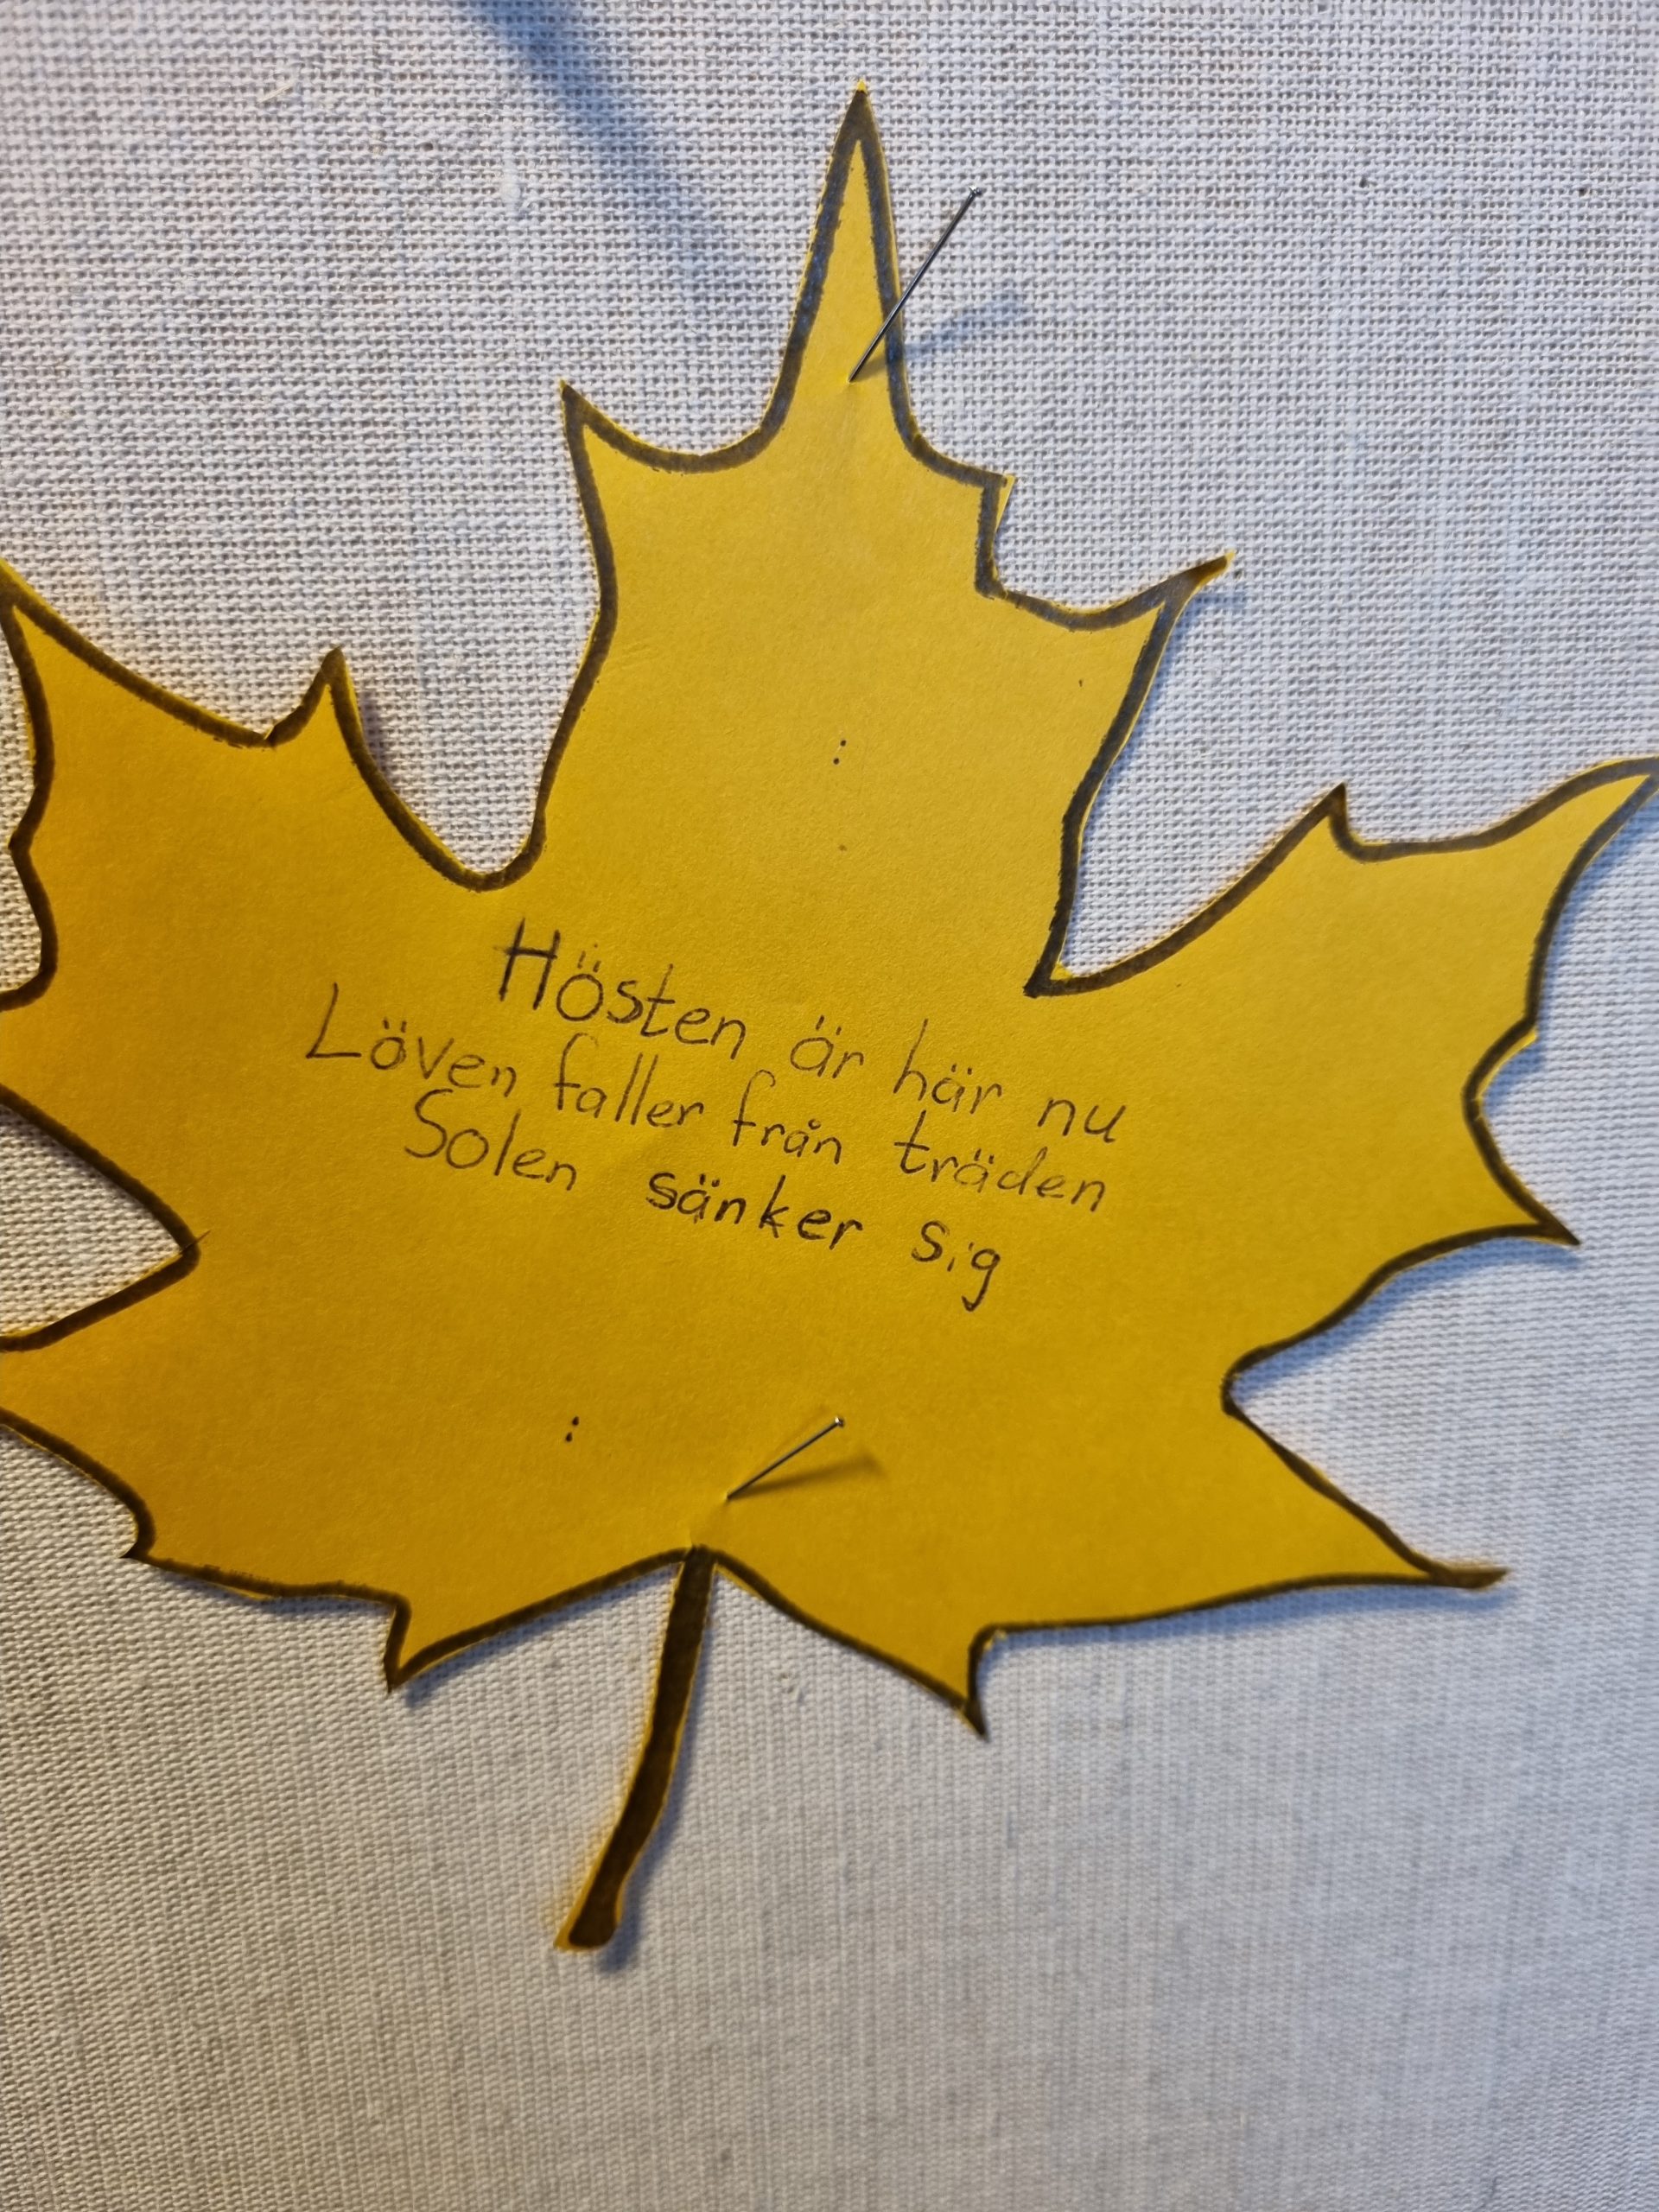 Hösten är här nu
Löven faller från träden
Solen sänker sig